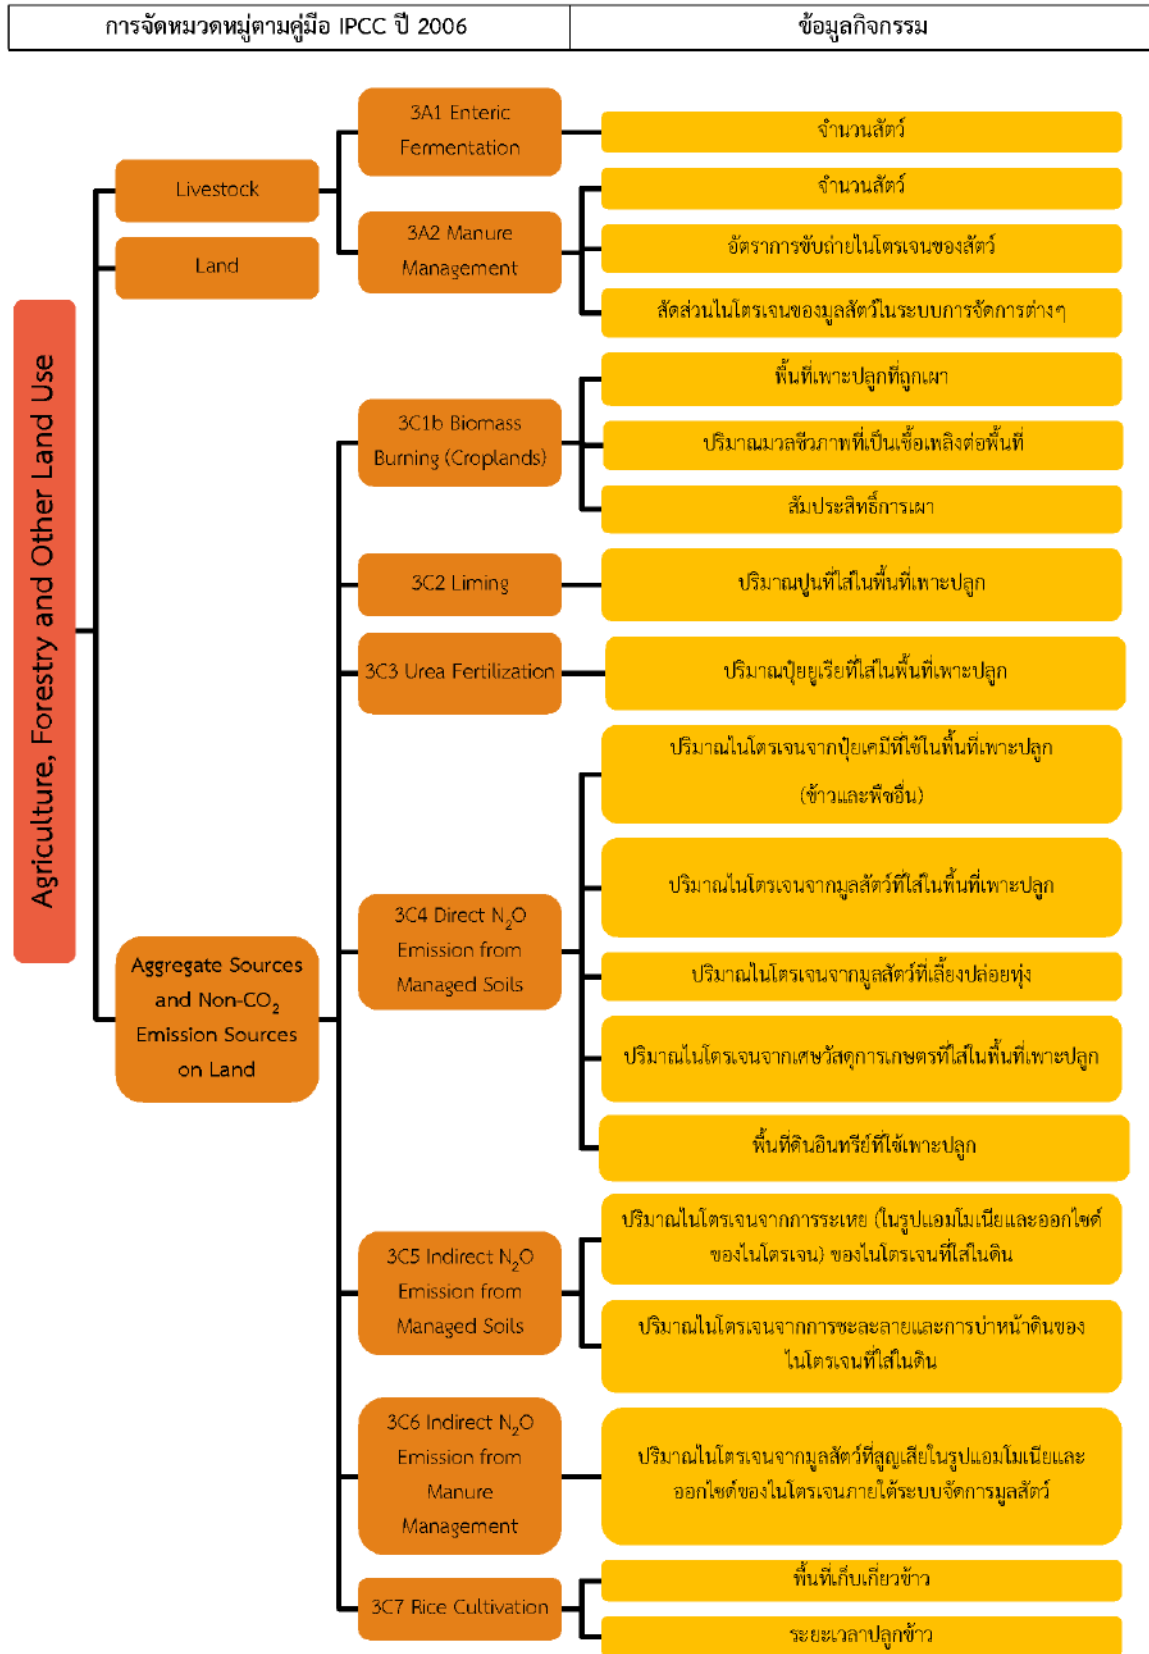 การจัดหมวดหมู่ตามคู่มือ IPCC ปี 2006
ข้อมูลกิจกรรม
Agriculture, Forestry and Other Land Use
Livestock
3A1 Enteric
Fermentation
จำนวนสัตว์
3A2 Manure
Management
จำนวนสัตว์
อัตราการขับถ่ายไนโตรเจนของสัตว์
สัดส่วนไนโตรเจนของมูลสัตว์ในระบบการจัดการต่างๆ
Land
Aggregate Sources
and Non-CO₂
Emission Sources
on Land
3C1b Biomass
Burning (Croplands)
พื้นที่เพาะปลูกที่ถูกเผา
ปริมาณมวลชีวภาพที่เป็นเชื้อเพลิงต่อพื้นที่
สัมประสิทธิ์การเผา
3C2 Liming
ปริมาณปูนที่ใส่ในพื้นที่เพาะปลูก
3C3 Urea Fertilization
ปริมาณปุ๋ยยูเรียที่ใส่ในพื้นที่เพาะปลูก
3C4 Direct N₂O
Emission from
Managed Soils
ปริมาณไนโตรเจนจากปุ๋ยเคมีที่ใช้ในพื้นที่เพาะปลูก
(ข้าวและพืชอื่น)
ปริมาณไนโตรเจนจากมูลสัตว์ที่ใส่ในพื้นที่เพาะปลูก
ปริมาณไนโตรเจนจากมูลสัตว์ที่เลี้ยงปล่อยทุ่ง
ปริมาณไนโตรเจนจากเศษวัสดุการเกษตรที่ใส่ในพื้นที่เพาะปลูก
พื้นที่ดินอินทรีย์ที่ใช้เพาะปลูก
3C5 Indirect N₂O
Emission from
Managed Soils
ปริมาณไนโตรเจนจากการระเหย (ในรูปแอมโมเนียและออกไซด์
ของไนโตรเจน) ของไนโตรเจนที่ใส่ในดิน
ปริมาณไนโตรเจนจากการชะละลายและการบ่าหน้าดินของ
ไนโตรเจนที่ใส่ในดิน
3C6 Indirect N₂O
Emission from
Manure
Management
ปริมาณไนโตรเจนจากมูลสัตว์ที่สูญเสียในรูปแอมโมเนียและ
ออกไซด์ของไนโตรเจนภายใต้ระบบจัดการมูลสัตว์
3C7 Rice Cultivation
พื้นที่เก็บเกี่ยวข้าว
ระยะเวลาปลูกข้าว